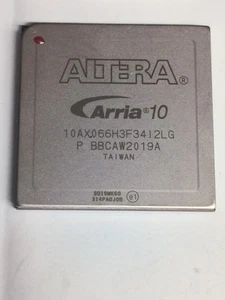 ALTERA®
Arria® 10
10AX066H3F34I2LG
P BBCAW2019A
TAIWAN